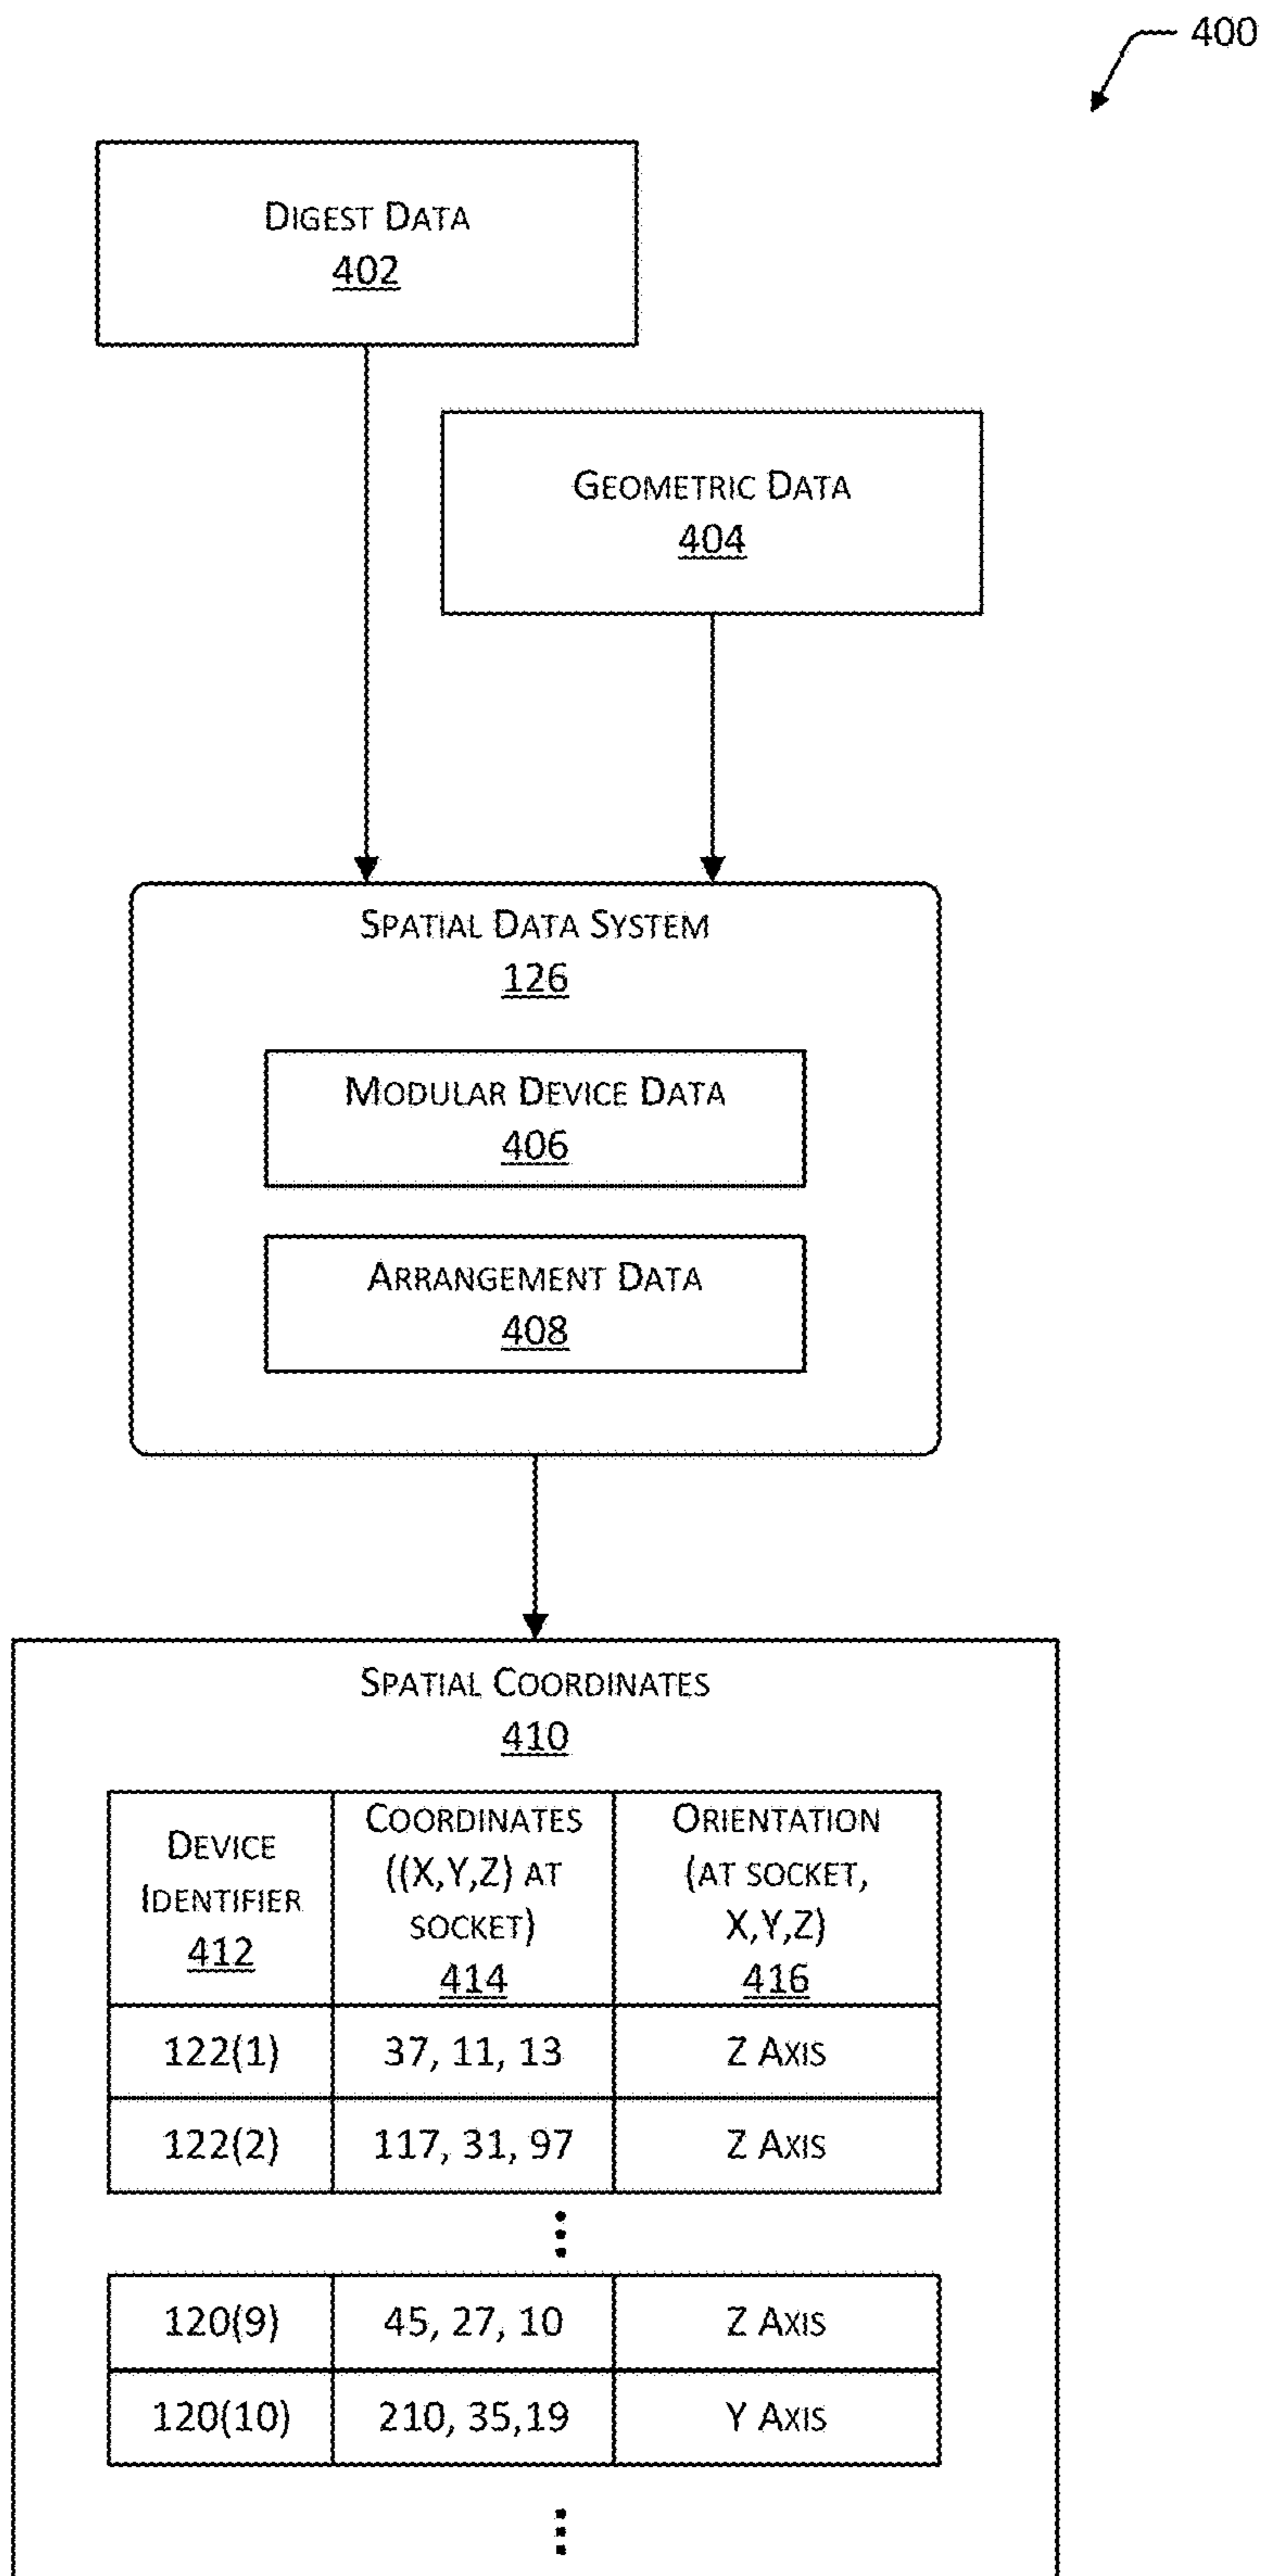 400
Digest Data
402
Geometric Data
404
Spatial Data System
126
Modular Device Data
406
Arrangement Data
408
Spatial Coordinates
410
Device
Identifier
412
Coordinates
((X,Y,Z) at
socket)
414
Orientation
(at socket,
X,Y,Z)
416
122(1) 37, 11, 13 Z Axis
122(2) 117, 31, 97 Z Axis
120(9) 45, 27, 10 Z Axis
120(10) 210, 35,19 Y Axis